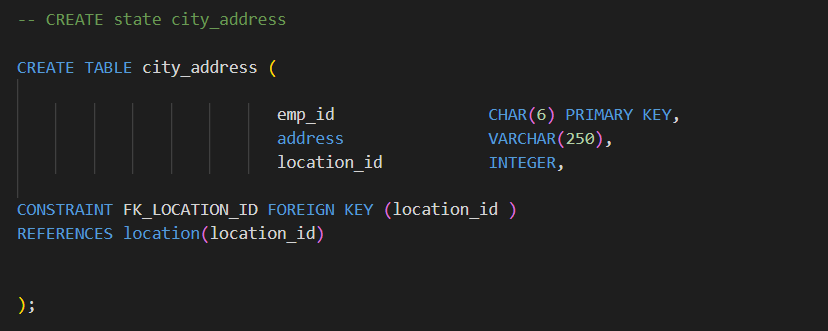 -- CREATE state city_address
CREATE TABLE city_address (
emp_id CHAR(6) PRIMARY KEY,
address VARCHAR(250),
location_id INTEGER,
CONSTRAINT FK_LOCATION_ID FOREIGN KEY (location_id )
REFERENCES location(location_id)
);